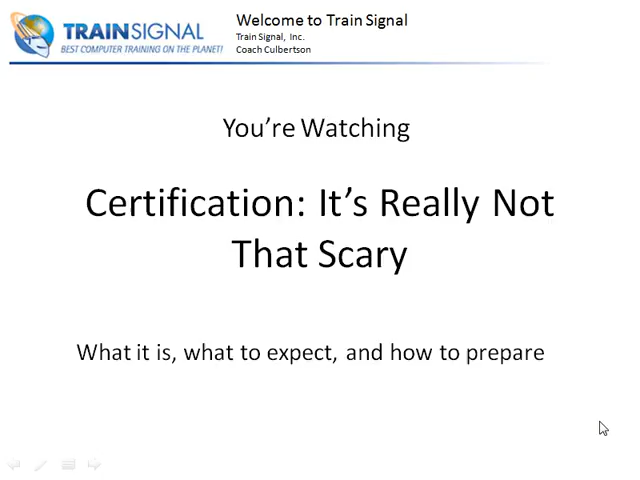 TRAINSIGNAL
BEST COMPUTER TRAINING ON THE PLANET!
Welcome to Train Signal
Train Signal, Inc.
Coach Culbertson
You're Watching
Certification: It's Really Not
That Scary
What it is, what to expect, and how to prepare